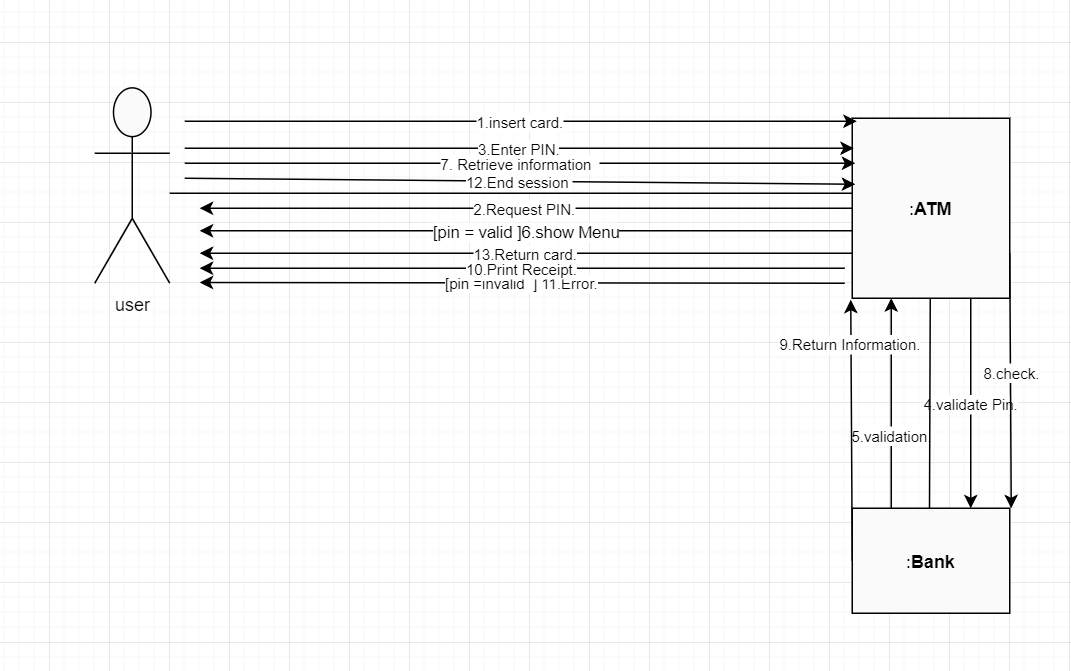 1.insert card.
3.Enter PIN.
7. Retrieve information
12.End session
2.Request PIN.
:ATM
[pin = valid ]6.show Menu
13.Return card.
10.Print Receipt.
[pin =invalid ] 11.Error.
user
9.Return Information.
8.check.
4.validate Pin.
5.validation
:Bank